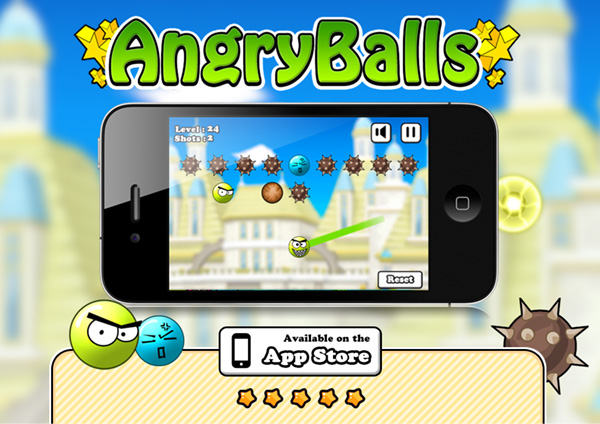 AngryBalls
Level : 24
Shots : 2
Reset
Available on the
App Store